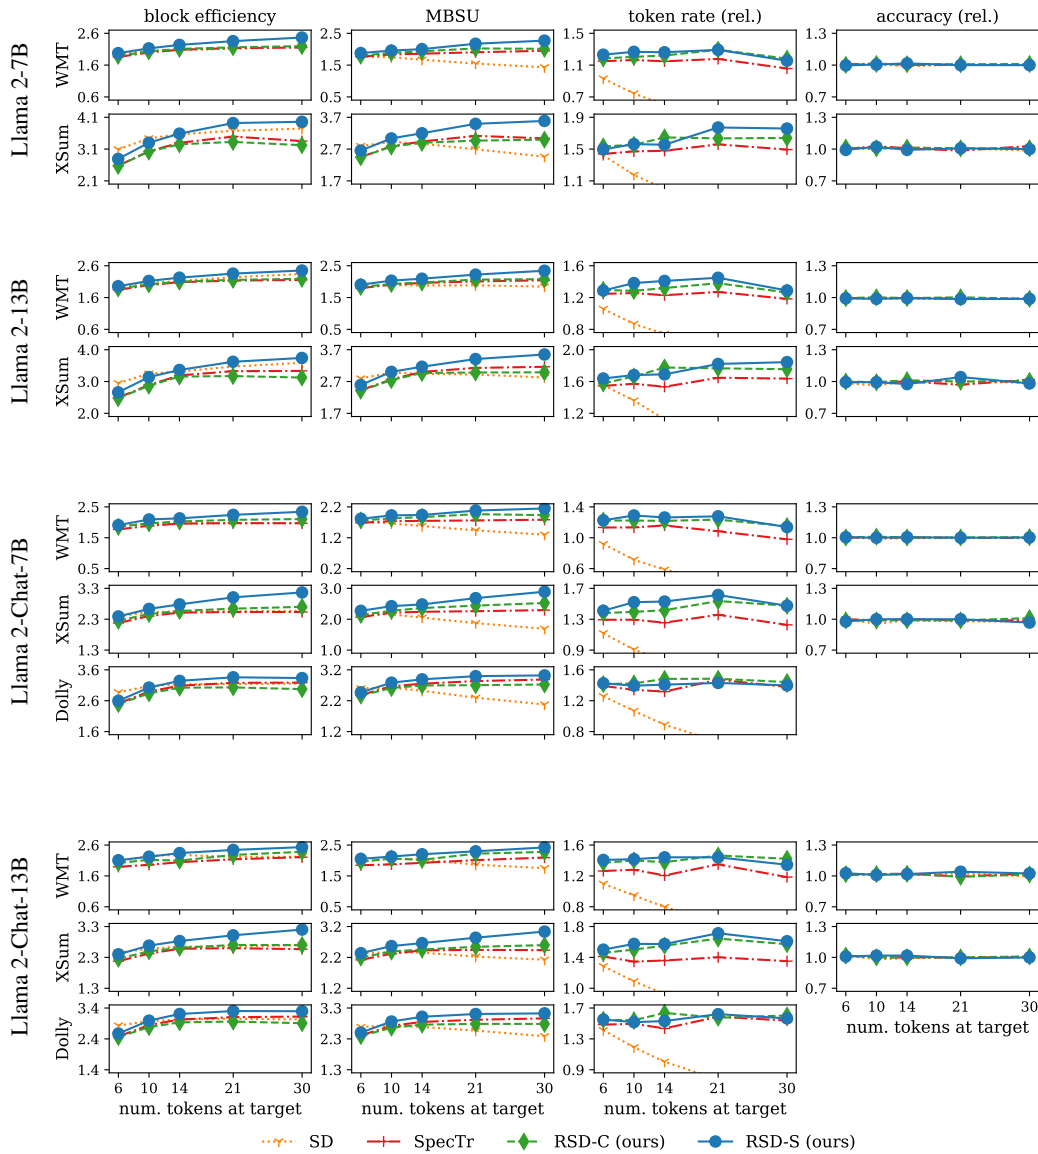 block efficiency MBSU token rate (rel.) accuracy (rel.)
Llama 2-7B
WMT
2.6 2.5 1.5 1.3
1.6 1.5 1.1 1.0
0.6 0.5 0.7 0.7
XSum
4.1 3.7 1.9 1.3
3.1 2.7 1.5 1.0
2.1 1.7 1.1 0.7
Llama 2-13B
WMT
2.6 2.5 1.6 1.3
1.6 1.5 1.2 1.0
0.6 0.5 0.8 0.7
XSum
4.0 3.7 2.0 1.3
3.0 2.7 1.6 1.0
2.0 1.7 1.2 0.7
Llama 2-Chat-7B
WMT
2.5 2.2 1.4 1.3
1.5 1.2 1.0 1.0
0.5 0.2 0.6 0.7
XSum
3.3 3.0 1.7 1.3
2.3 2.0 1.3 1.0
1.3 1.0 0.9 0.7
Dolly
3.6 3.2 1.6
2.6 2.2 1.2
1.6 1.2 0.8
Llama 2-Chat-13B
WMT
2.6 2.5 1.6 1.3
1.6 1.5 1.2 1.0
0.6 0.5 0.8 0.7
XSum
3.3 3.2 1.8 1.3
2.3 2.2 1.4 1.0
1.3 1.2 1.0 0.7
6 10 14 21 30
num. tokens at target
Dolly
3.4 3.3 1.7
2.4 2.3 1.3
1.4 1.3 0.9
6 10 14 21 30 6 10 14 21 30 6 10 14 21 30
num. tokens at target num. tokens at target num. tokens at target
SD SpecTr RSD-C (ours) RSD-S (ours)